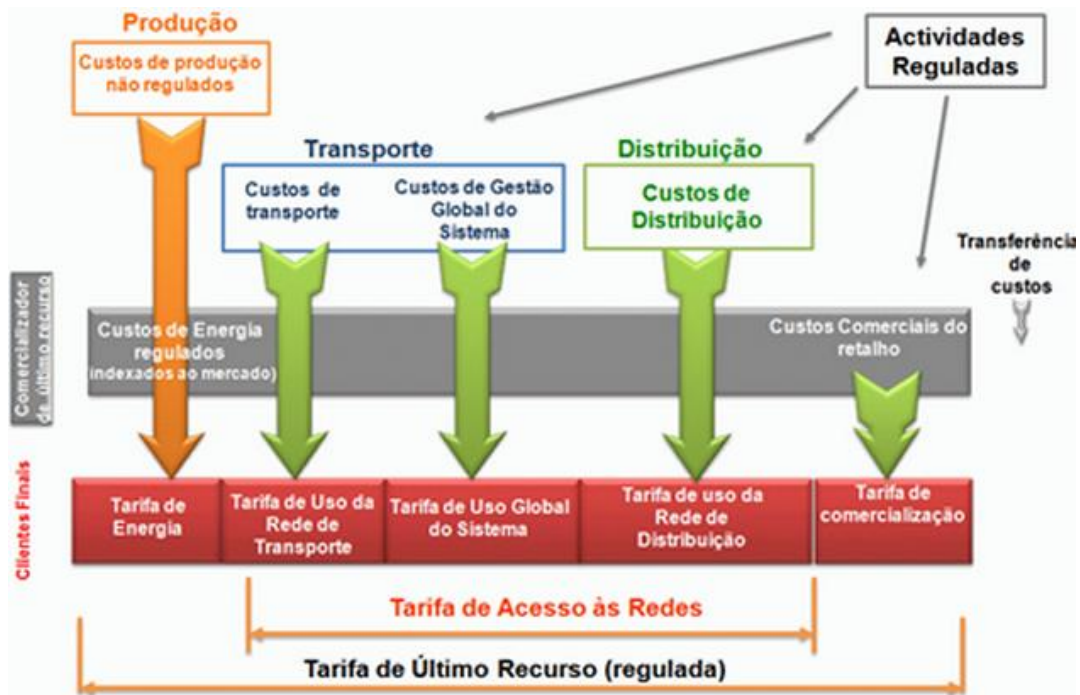 Produção
Custos de produção
não regulados
Actividades
Reguladas
Transporte
Custos de
transporte
Custos de Gestão
Global do
Sistema
Distribuição
Custos de
Distribuição
Transferência
de
custos
Comercializador
de último recurso
Custos de Energia
regulados
(indexados ao mercado)
Custos Comerciais do
retalho
Clientes Finais
Tarifa de
Energia
Tarifa de Uso da
Rede de
Transporte
Tarifa de Uso Global
do Sistema
Tarifa de uso da
Rede de
Distribuição
Tarifa de
comercialização
Tarifa de Acesso às Redes
Tarifa de Último Recurso (regulada)